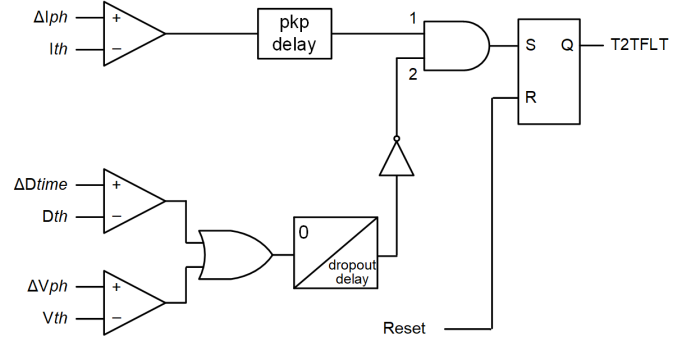 ΔIph
Ith
+
−
pkp
delay
1
2
S
Q
R
T2TFLT
ΔDtime
Dth
+
−
0
dropout
delay
ΔVph
Vth
+
−
Reset